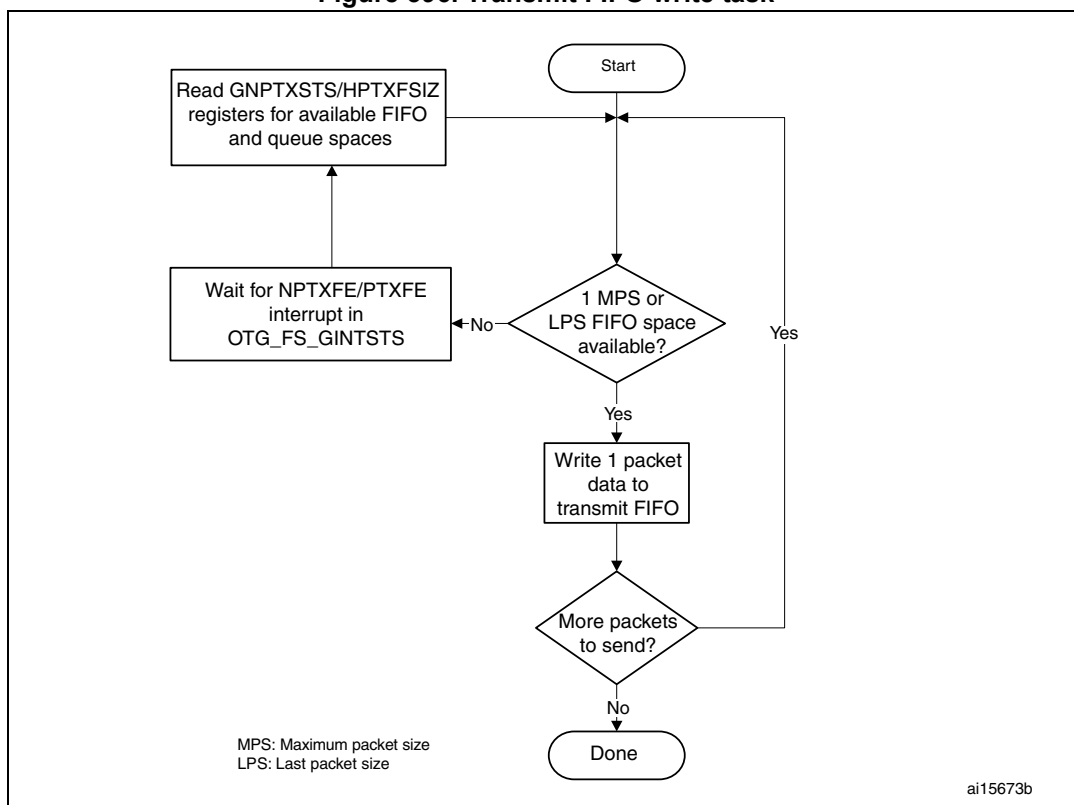 Start
Read GNPTXSTS/HPTXFSIZ
registers for available FIFO
and queue spaces
Wait for NPTXFE/PTXFE
interrupt in
OTG_FS_GINTSTS
No
1 MPS or
LPS FIFO space
available?
Yes
Yes
Write 1 packet
data to
transmit FIFO
More packets
to send?
No
Done
MPS: Maximum packet size
LPS: Last packet size
ai15673b